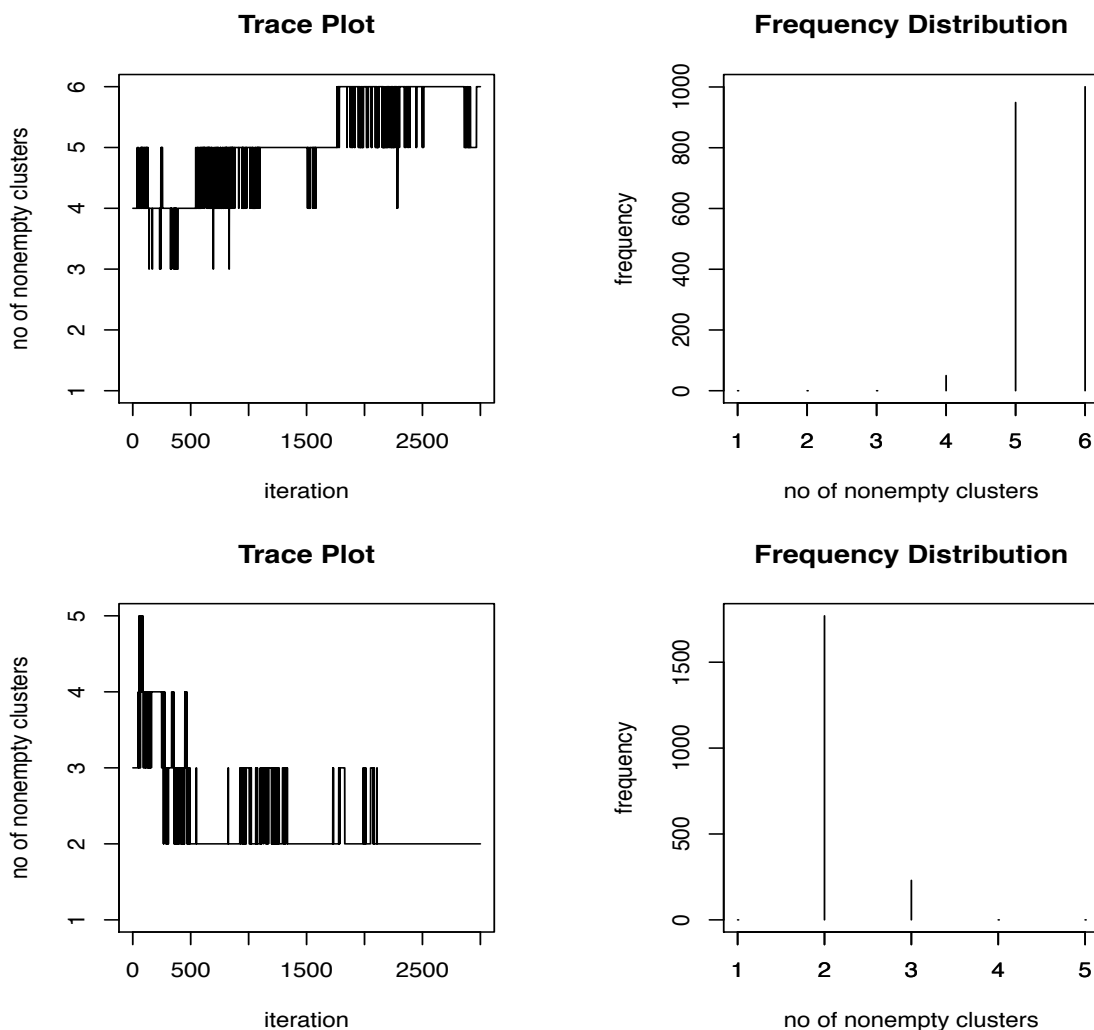 Trace Plot
no of nonempty clusters
6
5
4
3
2
1
0 500 1500 2500
iteration
Frequency Distribution
frequency
1000
800
600
400
200
0
1 2 3 4 5 6
no of nonempty clusters
Trace Plot
no of nonempty clusters
5
4
3
2
1
0 500 1500 2500
iteration
Frequency Distribution
frequency
1500
1000
500
0
1 2 3 4 5
no of nonempty clusters